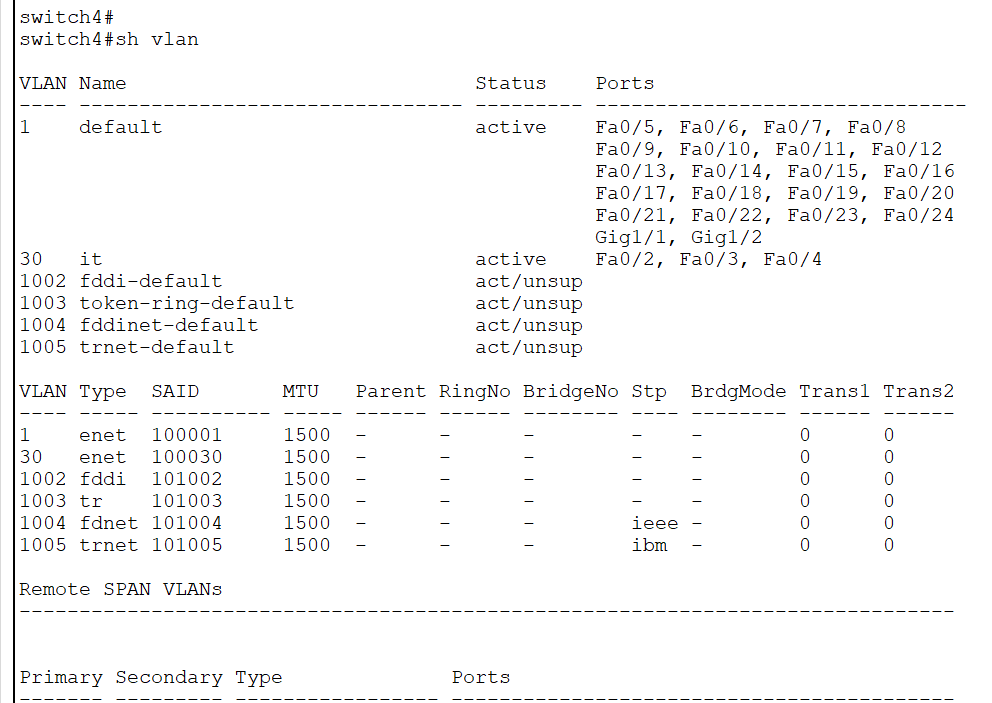 switch4#
switch4#sh vlan
VLAN Name                             Status    Ports
---- -------------------------------- --------- -------------------------------
1    default                          active    Fa0/5, Fa0/6, Fa0/7, Fa0/8
                                                Fa0/9, Fa0/10, Fa0/11, Fa0/12
                                                Fa0/13, Fa0/14, Fa0/15, Fa0/16
                                                Fa0/17, Fa0/18, Fa0/19, Fa0/20
                                                Fa0/21, Fa0/22, Fa0/23, Fa0/24
                                                Gig1/1, Gig1/2
30   it                               active    Fa0/2, Fa0/3, Fa0/4
1002 fddi-default                     act/unsup
1003 token-ring-default               act/unsup
1004 fddinet-default                  act/unsup
1005 trnet-default                    act/unsup
VLAN Type  SAID       MTU   Parent RingNo BridgeNo Stp  BrdgMode Trans1 Trans2
---- ----- ---------- ----- ------ ------ -------- ---- -------- ------ ------
1    enet  100001     1500  -      -      -        -    -        0      0
30   enet  100030     1500  -      -      -        -    -        0      0
1002 fddi  101002     1500  -      -      -        -    -        0      0
1003 tr    101003     1500  -      -      -        -    -        0      0
1004 fdnet 101004     1500  -      -      -        ieee -        0      0
1005 trnet 101005     1500  -      -      -        ibm  -        0      0
Remote SPAN VLANs
------------------------------------------------------------------------------
Primary Secondary Type              Ports
------- --------- ----------------- ------------------------------------------